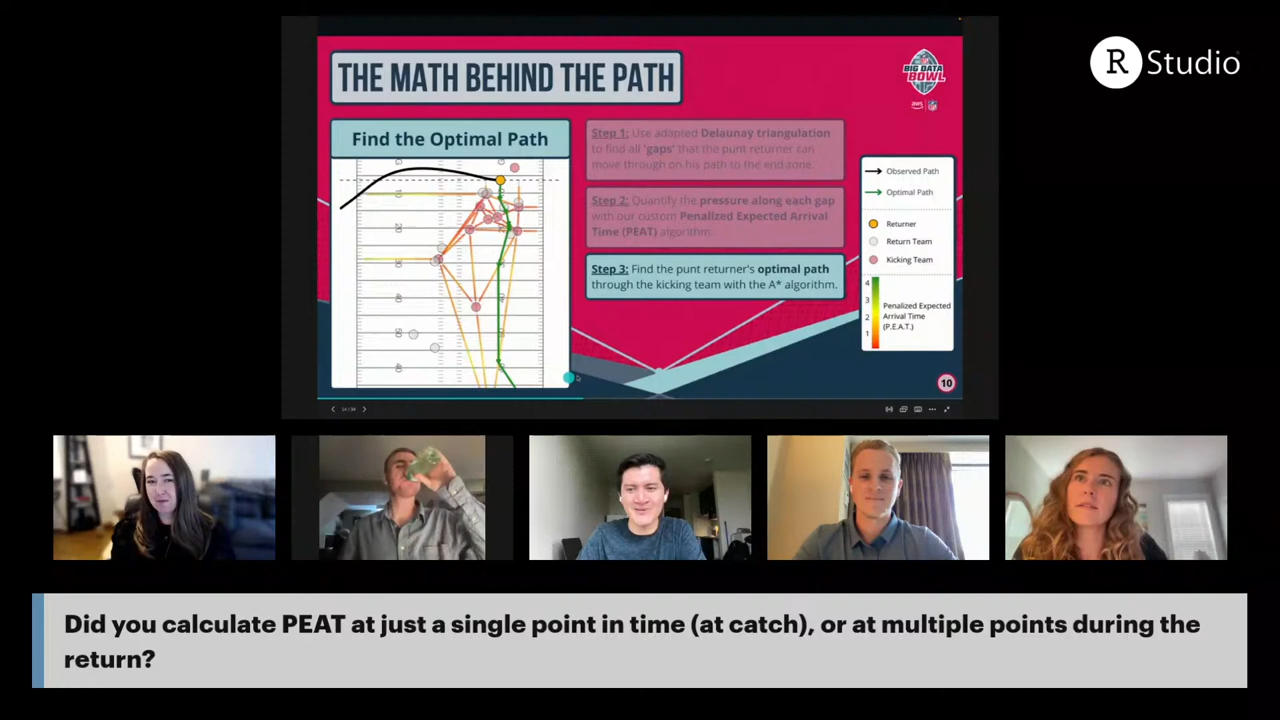 THE MATH BEHIND THE PATH
BIG DATA
BOWL
aws
R Studio
Find the Optimal Path
Step 1: Use adapted Delaunay triangulation
to find all 'gaps' that the punt returner can
move through on his path to the end zone.
Step 2: Quantify the pressure along each gap
with our custom Penalized Expected Arrival
Time (PEAT) algorithm.
Step 3: Find the punt returner's optimal path
through the kicking team with the A* algorithm.
Observed Path
Optimal Path
Returner
Return Team
Kicking Team
4
3
2
1
Penalized Expected
Arrival Time
(P.E.A.T.)
10
Did you calculate PEAT at just a single point in time (at catch), or at multiple points during the
return?